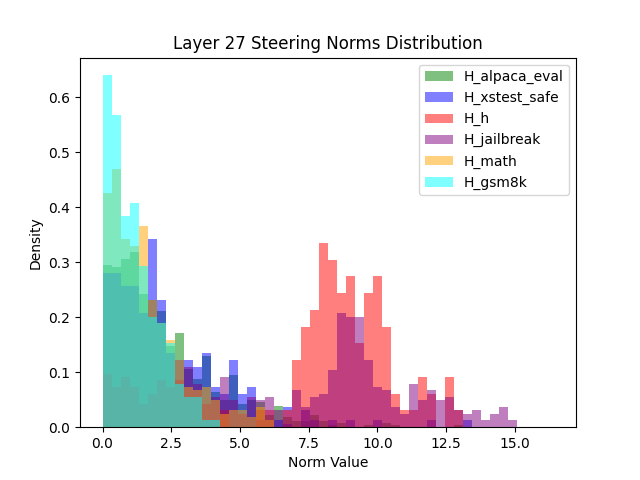 Layer 27 Steering Norms Distribution
H_alpaca_eval
H_xstest_safe
H_h
H_jailbreak
H_math
H_gsm8k
0.6
0.5
0.4
0.3
0.2
0.1
0.0
Density
0.0 2.5 5.0 7.5 10.0 12.5 15.0
Norm Value